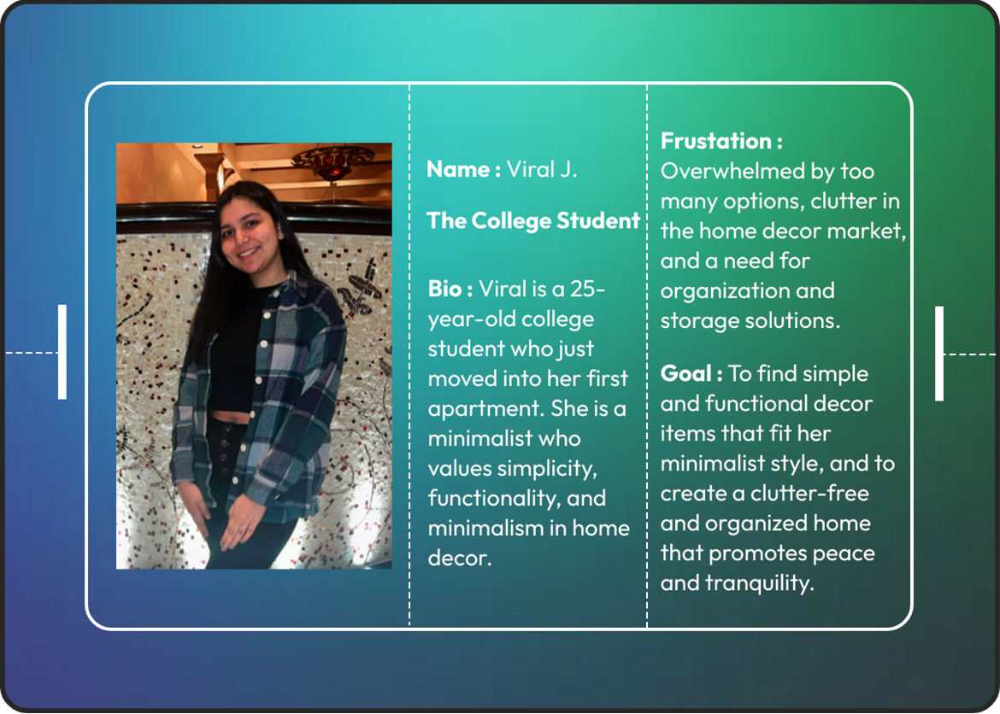 Name : Viral J.
The College Student
Bio : Viral is a 25-
year-old college
student who just
moved into her first
apartment. She is a
minimalist who
values simplicity,
functionality, and
minimalism in home
decor.
Frustation :
Overwhelmed by too
many options, clutter in
the home decor market,
and a need for
organization and
storage solutions.
Goal : To find simple
and functional decor
items that fit her
minimalist style, and to
create a clutter-free
and organized home
that promotes peace
and tranquility.